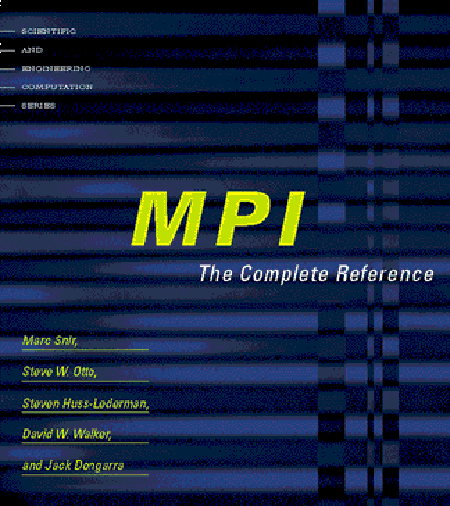 SCIENTIFIC
AND
ENGINEERING
COMPUTATION
SERIES
MPI
The Complete Reference
Marc Snir,
Steve W. Otto,
Steven Huss-Lederman,
David W. Walker,
and Jack Dongarra